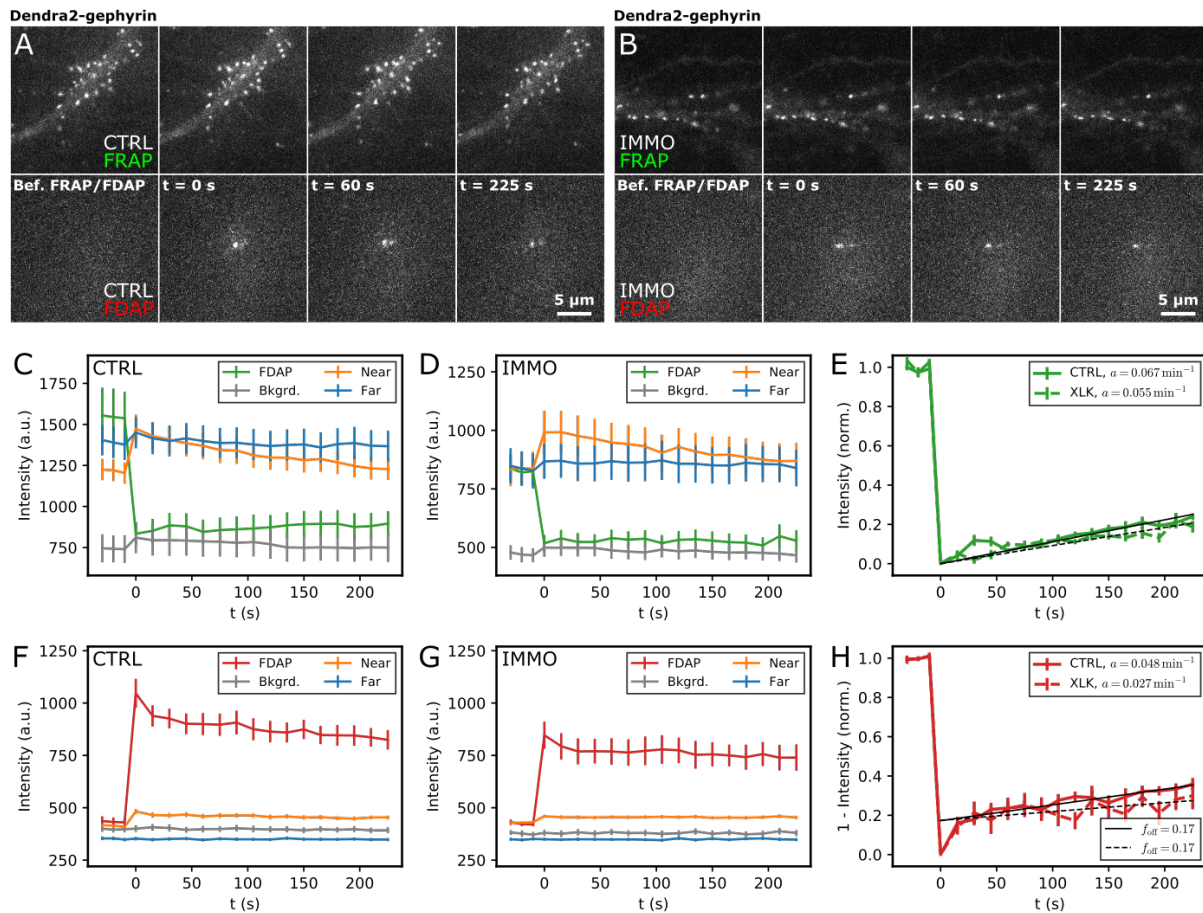 Dendra2-gephyrin
Dendra2-gephyrin
A
CTRL
FRAP
Bef. FRAP/FDAP
t = 0 s
t = 60 s
t = 225 s
CTRL
FDAP
5 µm
B
IMMO
FRAP
Bef. FRAP/FDAP
t = 0 s
t = 60 s
t = 225 s
IMMO
FDAP
5 µm
C
CTRL
FDAP
Near
Bkgrd.
Far
Intensity (a.u.)
1750
1500
1250
1000
750
0
50
100
150
200
t (s)
D
IMMO
FDAP
Near
Bkgrd.
Far
Intensity (a.u.)
1250
1000
750
500
0
50
100
150
200
t (s)
E
CTRL, a = 0.067 min⁻¹
XLK, a = 0.055 min⁻¹
Intensity (norm.)
1.0
0.8
0.6
0.4
0.2
0.0
0
50
100
150
200
t (s)
F
CTRL
FDAP
Near
Bkgrd.
Far
Intensity (a.u.)
1250
1000
750
500
250
0
50
100
150
200
t (s)
G
IMMO
FDAP
Near
Bkgrd.
Far
Intensity (a.u.)
1250
1000
750
500
250
0
50
100
150
200
t (s)
H
CTRL, a = 0.048 min⁻¹
XLK, a = 0.027 min⁻¹
1 - Intensity (norm.)
1.0
0.8
0.6
0.4
0.2
0.0
f_off = 0.17
f_off = 0.17
0
50
100
150
200
t (s)